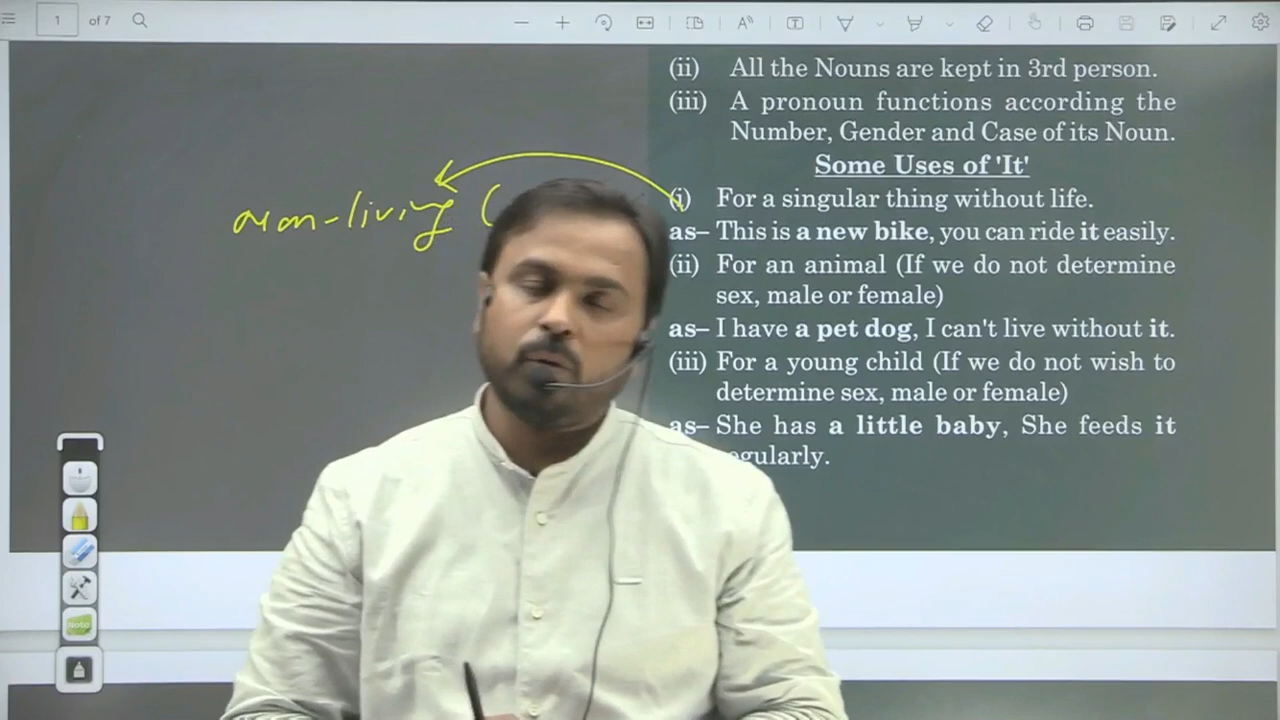 1 of 7
(ii) All the Nouns are kept in 3rd person.
(iii) A pronoun functions according the
Number, Gender and Case of its Noun.
Some Uses of 'It'
non-living (
(i) For a singular thing without life.
as– This is a new bike, you can ride it easily.
(ii) For an animal (If we do not determine
sex, male or female)
as– I have a pet dog, I can't live without it.
(iii) For a young child (If we do not wish to
determine sex, male or female)
as– She has a little baby, She feeds it
egularly.
Note